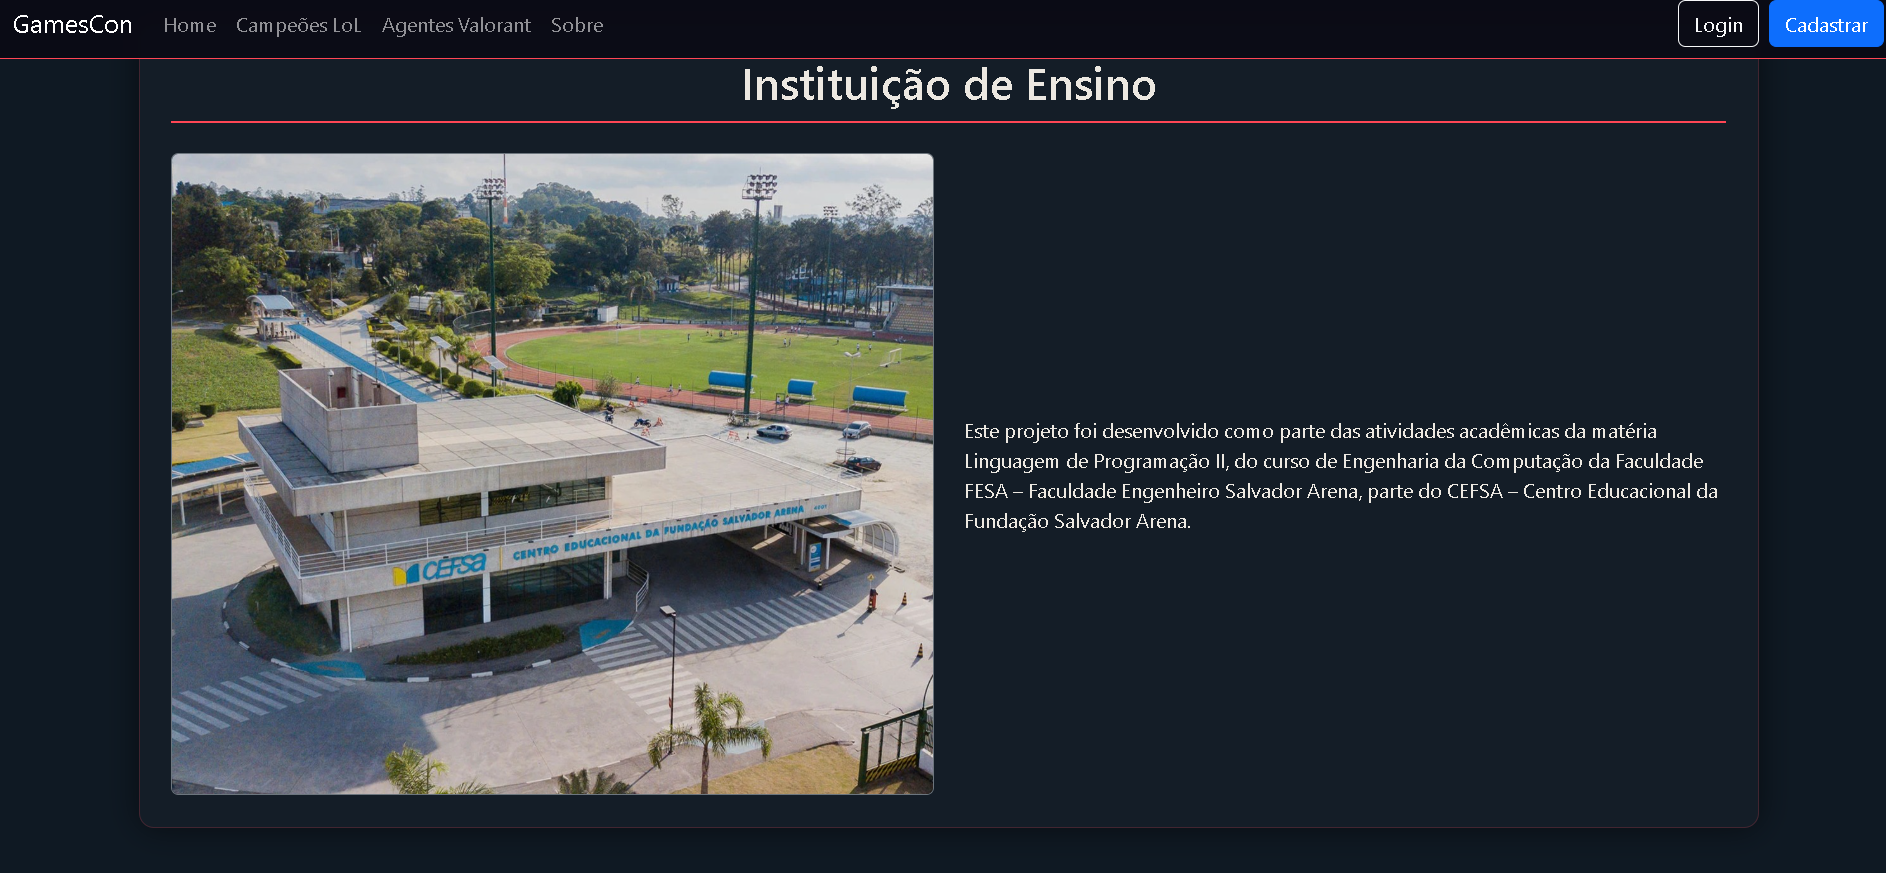 GamesCon Home Campeões LoL Agentes Valorant Sobre Login Cadastrar
Instituição de Ensino
CEFSA CENTRO EDUCACIONAL DA FUNDAÇÃO SALVADOR ARENA
Este projeto foi desenvolvido como parte das atividades acadêmicas da matéria
Linguagem de Programação II, do curso de Engenharia da Computação da Faculdade
FESA – Faculdade Engenheiro Salvador Arena, parte do CEFSA – Centro Educacional da
Fundação Salvador Arena.